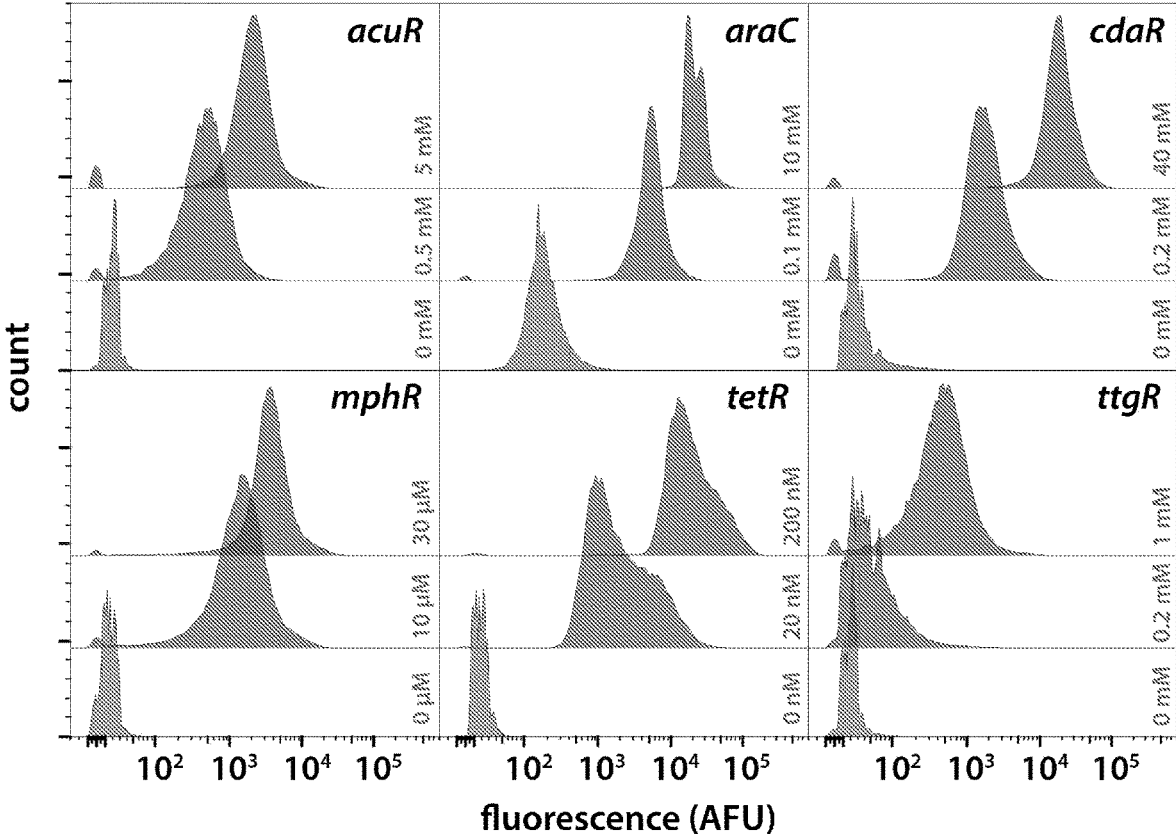 acuR
5 mM
0.5 mM
0 mM
araC
10 mM
0.1 mM
0 mM
cdaR
40 mM
0.2 mM
0 mM
mphR
30 µM
10 µM
0 µM
tetR
200 nM
20 nM
0 nM
ttgR
1 mM
0.2 mM
0 mM
count
10² 10³ 10⁴ 10⁵ 10² 10³ 10⁴ 10⁵ 10² 10³ 10⁴ 10⁵
fluorescence (AFU)